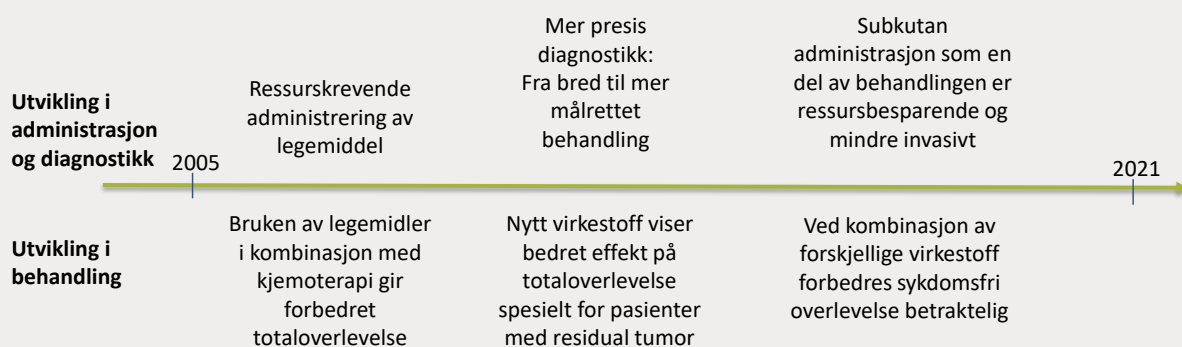 Utvikling i
administrasjon
og diagnostikk
Ressurskrevende
administrering av
legemiddel
Mer presis
diagnostikk:
Fra bred til mer
målrettet
behandling
Subkutan
administrasjon som en
del av behandlingen er
ressursbesparende og
mindre invasivt
2005
2021
Utvikling i
behandling
Bruken av legemidler
i kombinasjon med
kjemoterapi gir
forbedret
totaloverlevelse
Nytt virkestoff viser
bedret effekt på
totaloverlevelse
spesielt for pasienter
med residual tumor
Ved kombinasjon av
forskjellige virkestoff
forbedres sykdomsfri
overlevelse betraktelig